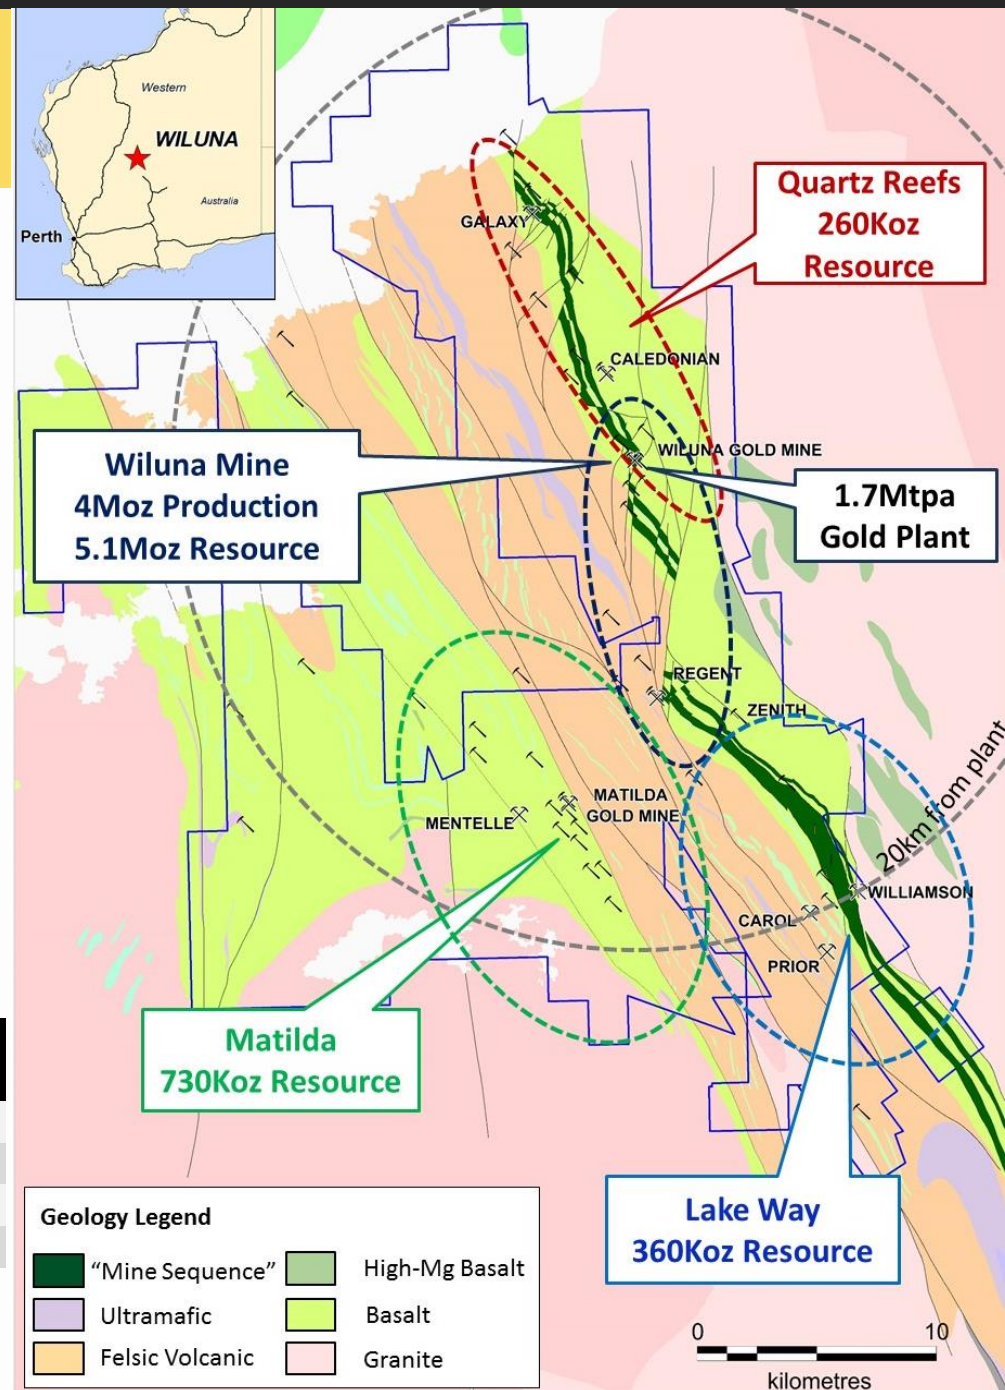 Western
WILUNA
Australia
Perth
GALAXY
Quartz Reefs
260Koz
Resource
CALEDONIAN
WILUNA GOLD MINE
Wiluna Mine
4Moz Production
5.1Moz Resource
1.7Mtpa
Gold Plant
REGENT
ZENITH
MATILDA
GOLD MINE
MENTELLE
20km from plant
WILLIAMSON
CAROL
PRIOR
Matilda
730Koz Resource
Lake Way
360Koz Resource
Geology Legend
“Mine Sequence”
High-Mg Basalt
Ultramafic
Basalt
Felsic Volcanic
Granite
0 10
kilometres